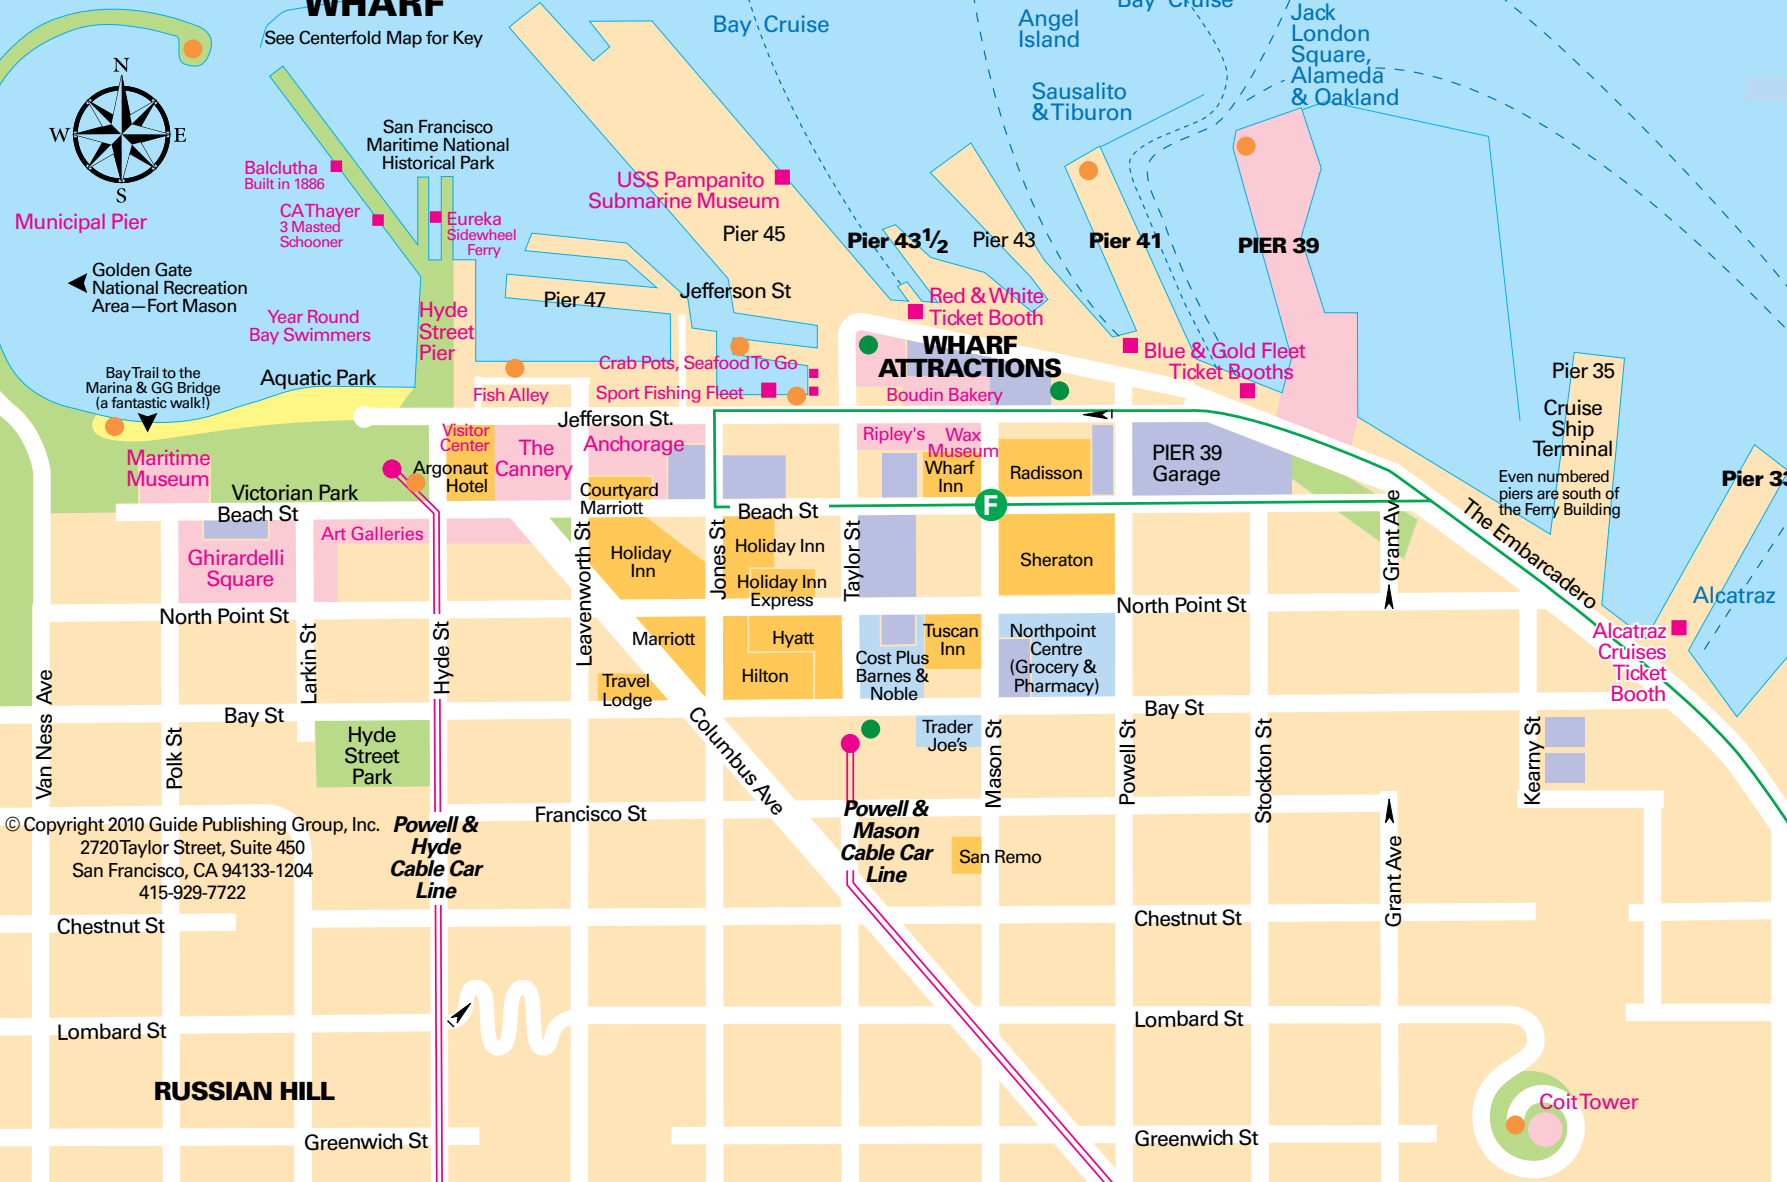 WHARF
See Centerfold Map for Key
N
W
E
S
Municipal Pier
Balclutha
Built in 1886
CA Thayer
3 Masted
Schooner
San Francisco
Maritime National
Historical Park
Eureka
Sidewheel
Ferry
Golden Gate
National Recreation
Area—Fort Mason
Year Round
Bay Swimmers
Hyde
Street
Pier
Bay Trail to the
Marina & GG Bridge
(a fantastic walk!)
Aquatic Park
Bay Cruise
Angel
Island
Bay Cruise
Jack
London
Square,
Alameda
& Oakland
Sausalito
& Tiburon
USS Pampanito
Submarine Museum
Pier 45
Pier 43½
Pier 43
Pier 41
PIER 39
Pier 47
Jefferson St
Red & White
Ticket Booth
WHARF
ATTRACTIONS
Boudin Bakery
Blue & Gold Fleet
Ticket Booths
Crab Pots, Seafood To Go
Sport Fishing Fleet
Fish Alley
Jefferson St.
Pier 35
Cruise
Ship
Terminal
Even numbered
piers are south of
the Ferry Building
Pier 33
Maritime
Museum
Visitor
Center
Argonaut
Hotel
The
Cannery
Anchorage
Courtyard
Marriott
Ripley's
Wax
Museum
Wharf
Inn
Radisson
PIER 39
Garage
Victorian Park
Beach St
Beach St
F
The Embarcadero
Grant Ave
Ghirardelli
Square
Art Galleries
Leavenworth St
Holiday
Inn
Jones St
Holiday Inn
Holiday Inn
Express
Taylor St
Sheraton
North Point St
North Point St
Alcatraz
Alcatraz
Cruises
Ticket
Booth
Van Ness Ave
Polk St
Larkin St
Hyde St
Marriott
Hyatt
Hilton
Travel
Lodge
Cost Plus
Barnes &
Noble
Tuscan
Inn
Northpoint
Centre
(Grocery &
Pharmacy)
Bay St
Bay St
Hyde
Street
Park
Columbus Ave
Trader
Joe's
Mason St
Powell St
Stockton St
Kearny St
Francisco St
© Copyright 2010 Guide Publishing Group, Inc.
2720 Taylor Street, Suite 450
San Francisco, CA 94133-1204
415-929-7722
Powell &
Hyde
Cable Car
Line
Powell &
Mason
Cable Car
Line
San Remo
Grant Ave
Chestnut St
Chestnut St
Lombard St
Lombard St
RUSSIAN HILL
Coit Tower
Greenwich St
Greenwich St